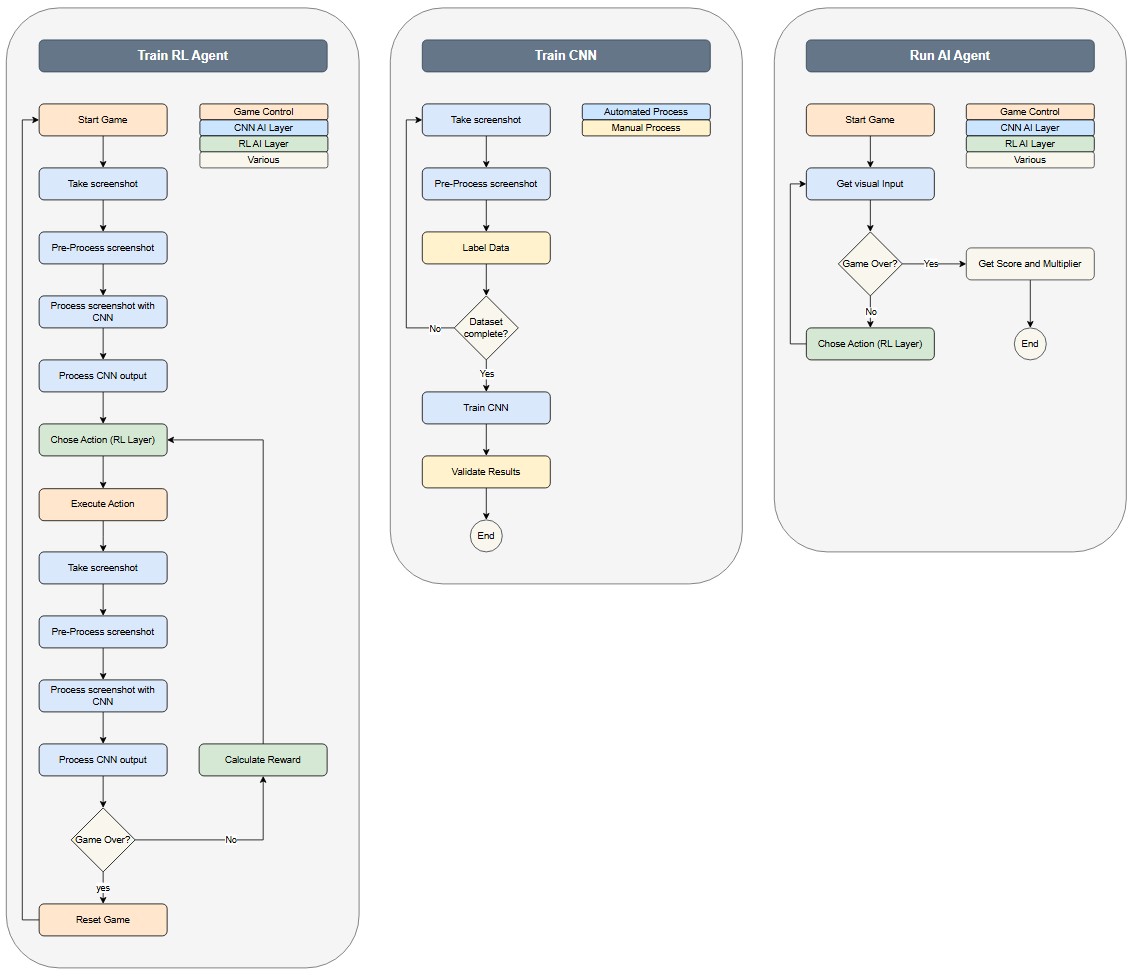 Train RL Agent
Start Game
Game Control
CNN AI Layer
RL AI Layer
Various
Take screenshot
Pre-Process screenshot
Process screenshot with
CNN
Process CNN output
Chose Action (RL Layer)
Execute Action
Take screenshot
Pre-Process screenshot
Process screenshot with
CNN
Process CNN output
Calculate Reward
Game Over?
No
yes
Reset Game
Train CNN
Take screenshot
Automated Process
Manual Process
Pre-Process screenshot
Label Data
Dataset
complete?
No
Yes
Train CNN
Validate Results
End
Run AI Agent
Start Game
Game Control
CNN AI Layer
RL AI Layer
Various
Get visual Input
Game Over?
Yes
Get Score and Multiplier
No
Chose Action (RL Layer)
End